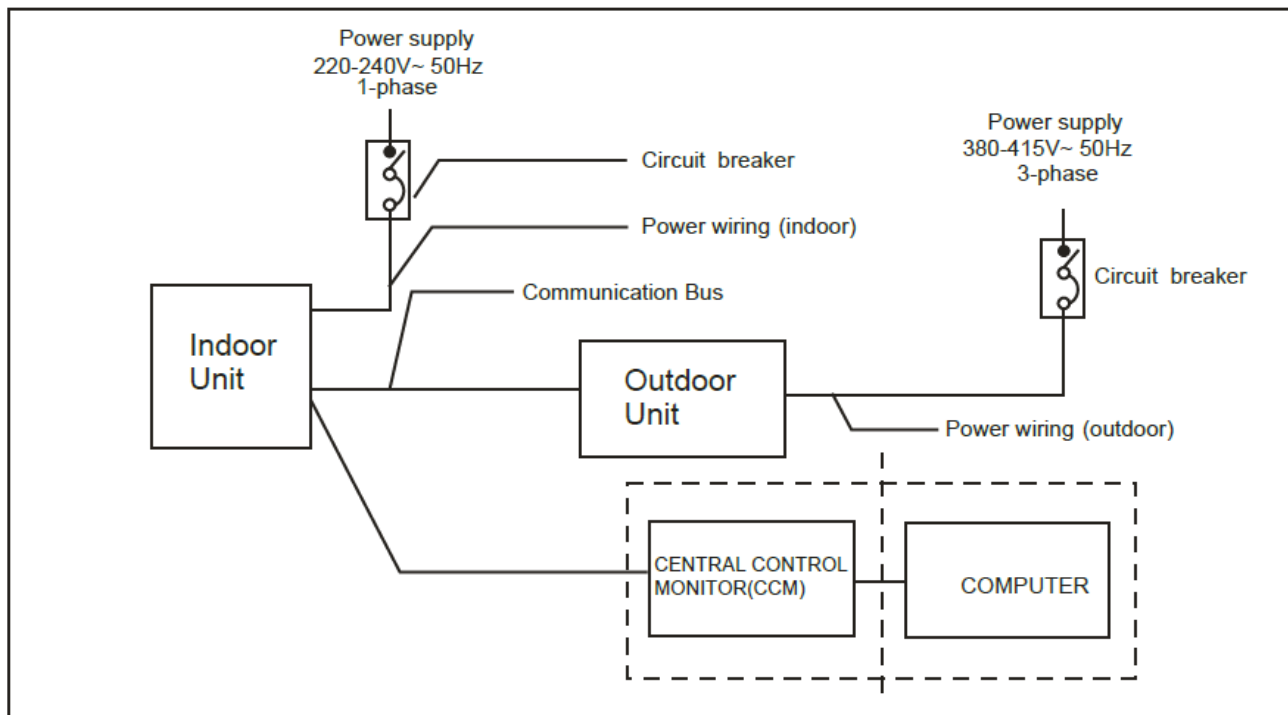 Power supply
220-240V~ 50Hz
1-phase
Power supply
380-415V~ 50Hz
3-phase
Circuit breaker
Power wiring (indoor)
Circuit breaker
Communication Bus
Indoor
Unit
Outdoor
Unit
Power wiring (outdoor)
CENTRAL CONTROL
MONITOR(CCM)
COMPUTER